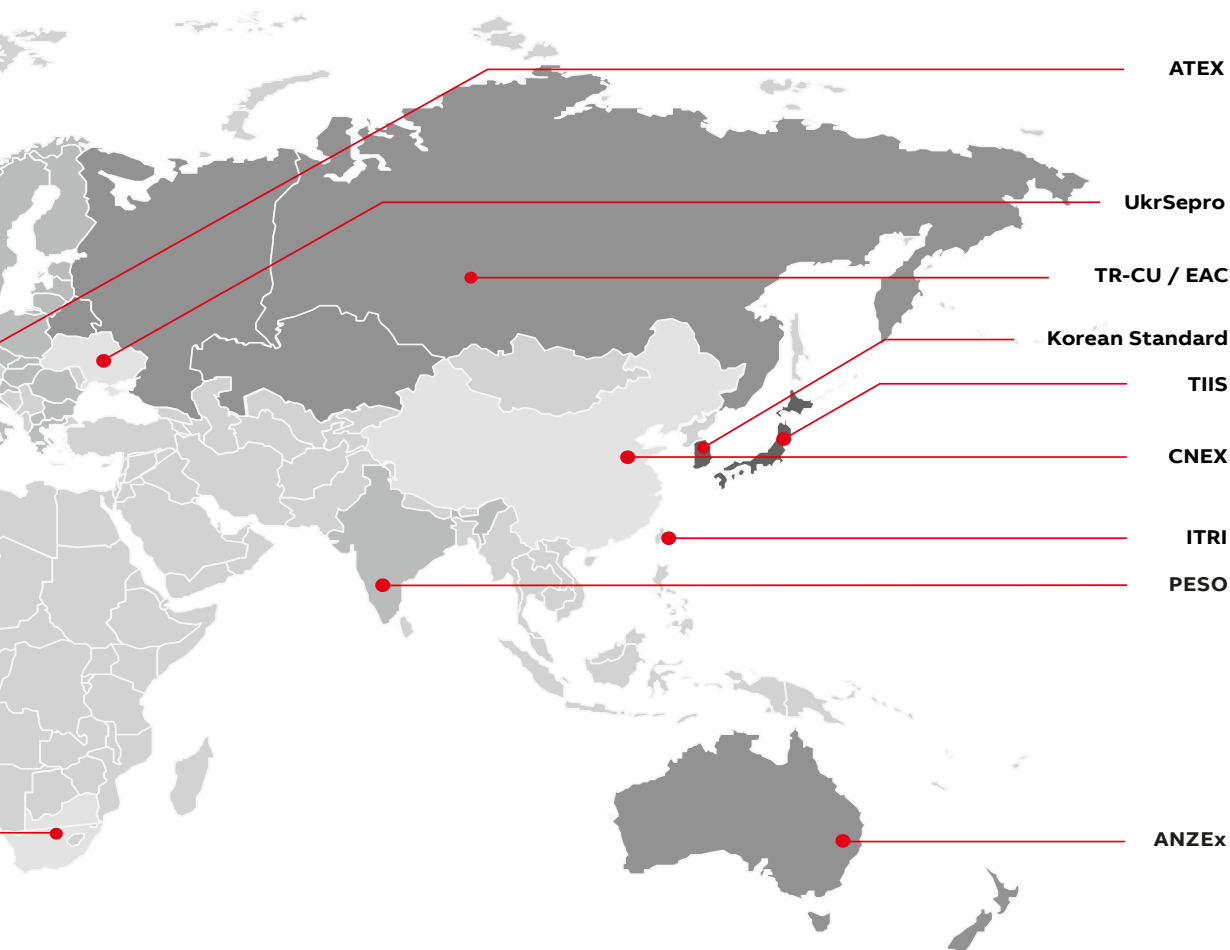 ATEX
UkrSepro
TR-CU / EAC
Korean Standard
TIIS
CNEX
ITRI
PESO
ANZEx